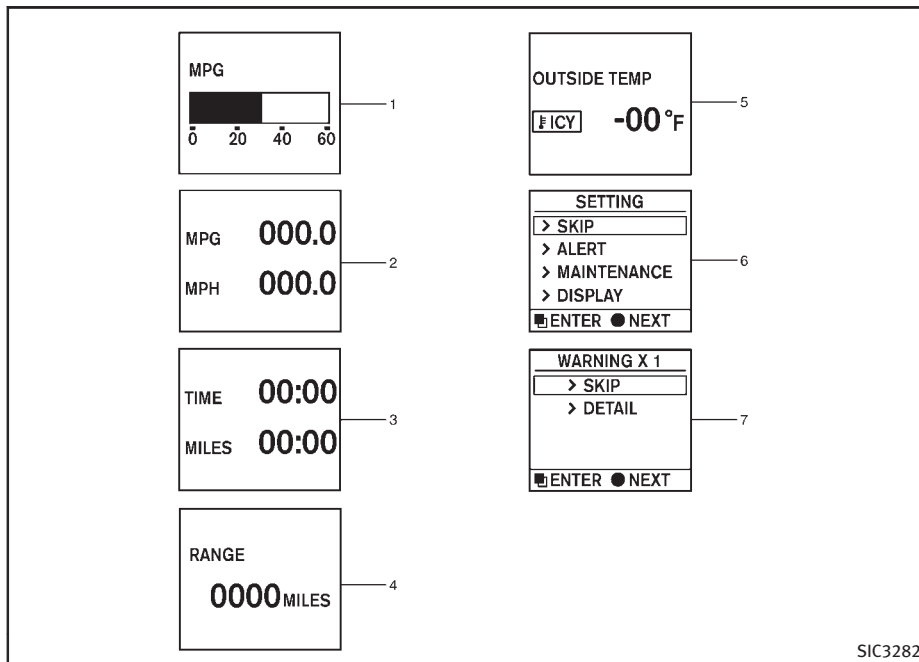 MPG
0 20 40 60
1
MPG 000.0
MPH 000.0
2
TIME 00:00
MILES 00:00
3
RANGE
0000 MILES
4
OUTSIDE TEMP
ICY -00°F
5
SETTING
> SKIP
> ALERT
> MAINTENANCE
> DISPLAY
ENTER ● NEXT
6
WARNING X 1
> SKIP
> DETAIL
ENTER ● NEXT
7
SIC3282